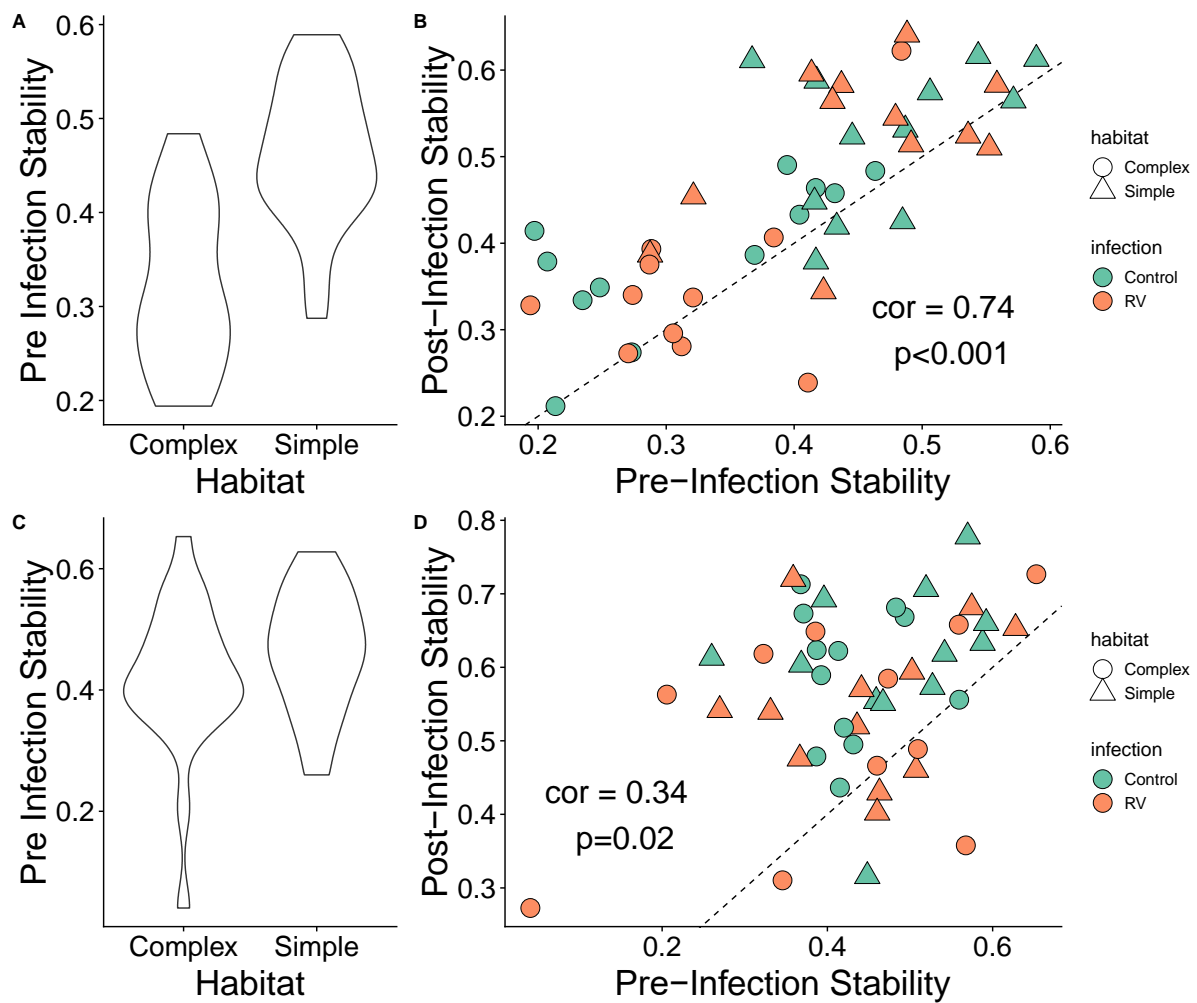 A
Pre Infection Stability
0.6
0.5
0.4
0.3
0.2
Complex Simple
Habitat
B
Post−Infection Stability
0.6
0.5
0.4
0.3
0.2
cor = 0.74
p<0.001
0.2 0.3 0.4 0.5 0.6
Pre−Infection Stability
habitat
Complex
Simple
infection
Control
RV
C
Pre Infection Stability
0.6
0.4
0.2
Complex Simple
Habitat
D
Post−Infection Stability
0.8
0.7
0.6
0.5
0.4
0.3
cor = 0.34
p=0.02
0.2 0.4 0.6
Pre−Infection Stability
habitat
Complex
Simple
infection
Control
RV